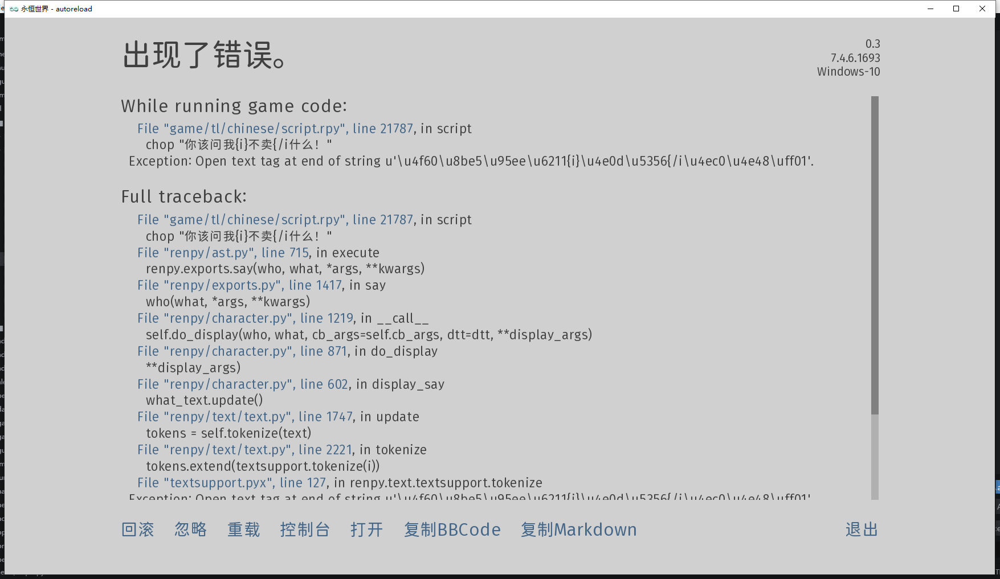 永恒世界 - autoreload
出现了错误。
0.3
7.4.6.1693
Windows-10
While running game code:
File "game/tl/chinese/script.rpy", line 21787, in script
chop "你该问我{i}不卖{/i什么！"
Exception: Open text tag at end of string u'\u4f60\u8be5\u95ee\u6211{i}\u4e0d\u5356{/i\u4ec0\u4e48\uff01'.
Full traceback:
File "game/tl/chinese/script.rpy", line 21787, in script
chop "你该问我{i}不卖{/i什么！"
File "renpy/ast.py", line 715, in execute
renpy.exports.say(who, what, *args, **kwargs)
File "renpy/exports.py", line 1417, in say
who(what, *args, **kwargs)
File "renpy/character.py", line 1219, in __call__
self.do_display(who, what, cb_args=self.cb_args, dtt=dtt, **display_args)
File "renpy/character.py", line 871, in do_display
**display_args)
File "renpy/character.py", line 602, in display_say
what_text.update()
File "renpy/text/text.py", line 1747, in update
tokens = self.tokenize(text)
File "renpy/text/text.py", line 2221, in tokenize
tokens.extend(textsupport.tokenize(i))
File "textsupport.pyx", line 127, in renpy.text.textsupport.tokenize
Exception: Open text tag at end of string u'\u4f60\u8be5\u95ee\u6211{i}\u4e0d\u5356{/i\u4ec0\u4e48\uff01'.
回滚 忽略 重载 控制台 打开 复制BBCode 复制Markdown 退出